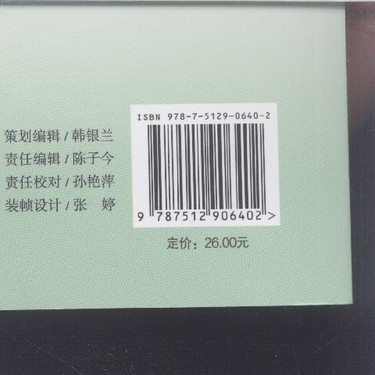 ISBN 978-7-5129-0640-2
策划编辑/韩银兰
责任编辑/陈子今
责任校对/孙艳萍
装帧设计/张 婷
9 787512 906402>
定价：26.00元